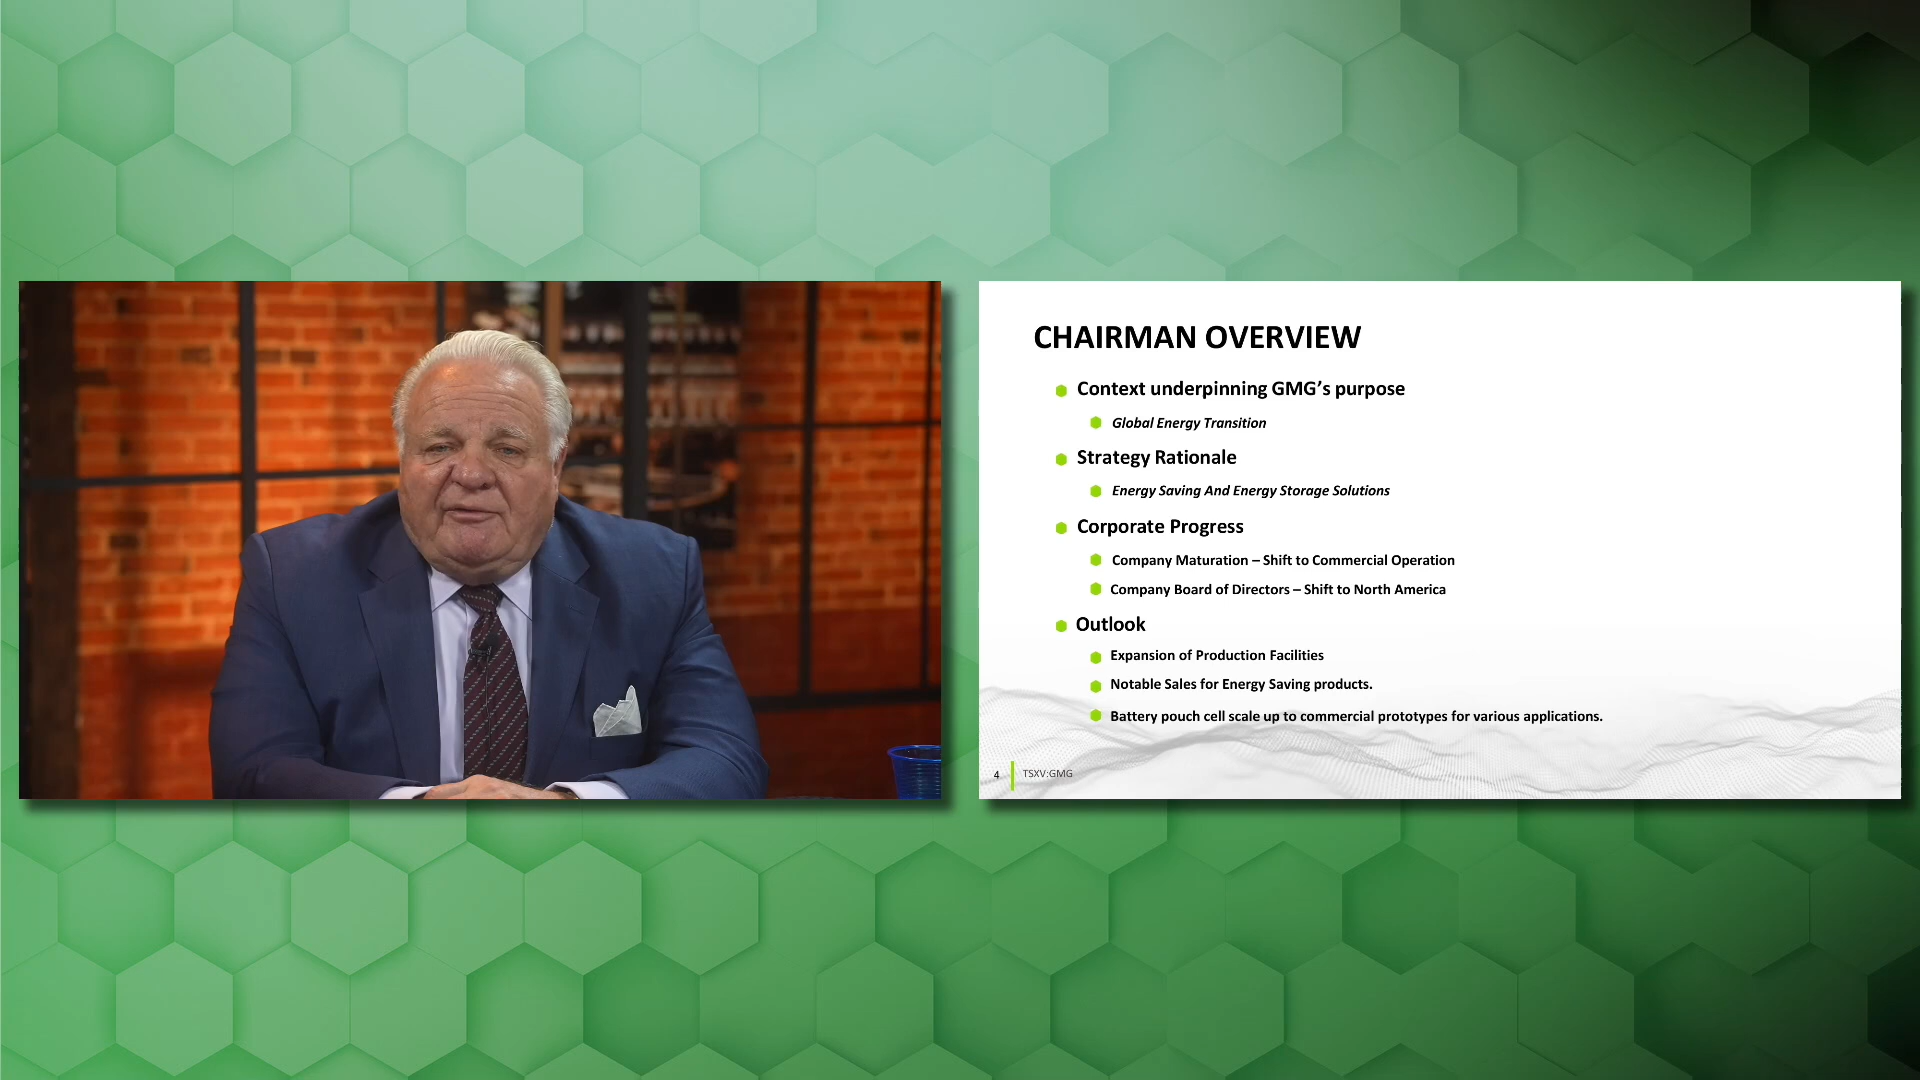 CHAIRMAN OVERVIEW
Context underpinning GMG’s purpose
Global Energy Transition
Strategy Rationale
Energy Saving And Energy Storage Solutions
Corporate Progress
Company Maturation – Shift to Commercial Operation
Company Board of Directors – Shift to North America
Outlook
Expansion of Production Facilities
Notable Sales for Energy Saving products.
Battery pouch cell scale up to commercial prototypes for various applications.
4 TSXV:GMG